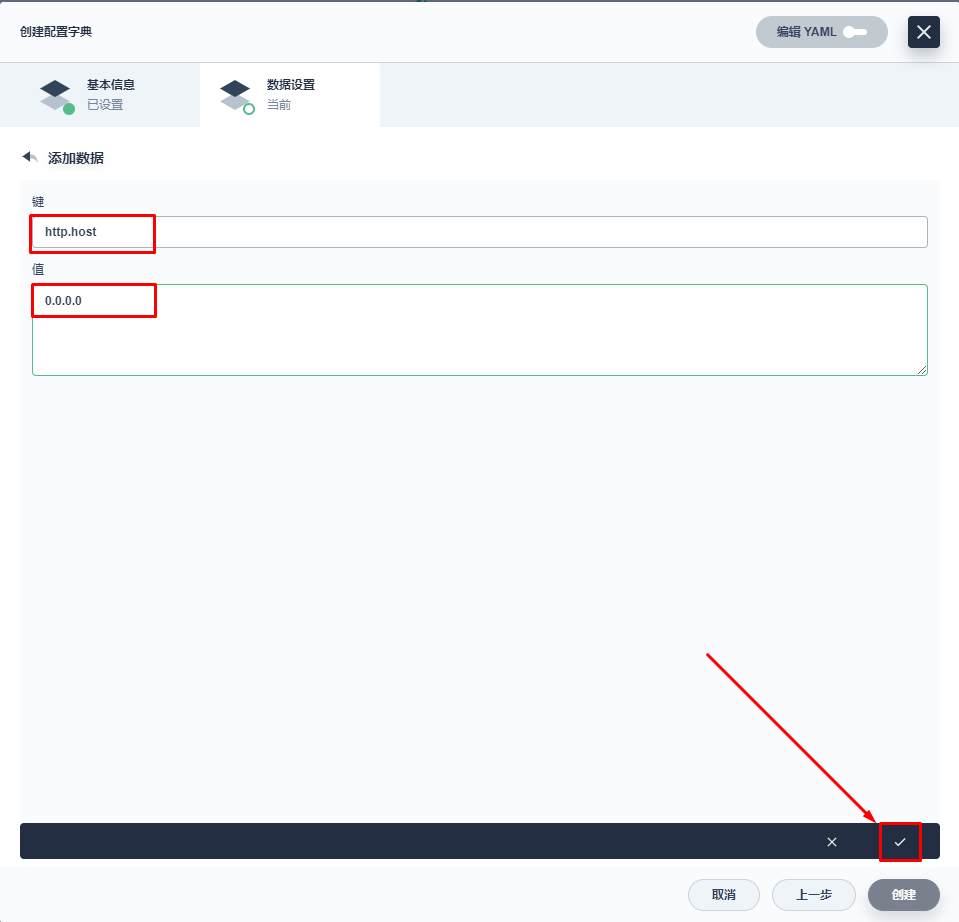 创建配置字典
编辑 YAML
基本信息
已设置
数据设置
当前
添加数据
键
http.host
值
0.0.0.0
取消
上一步
创建